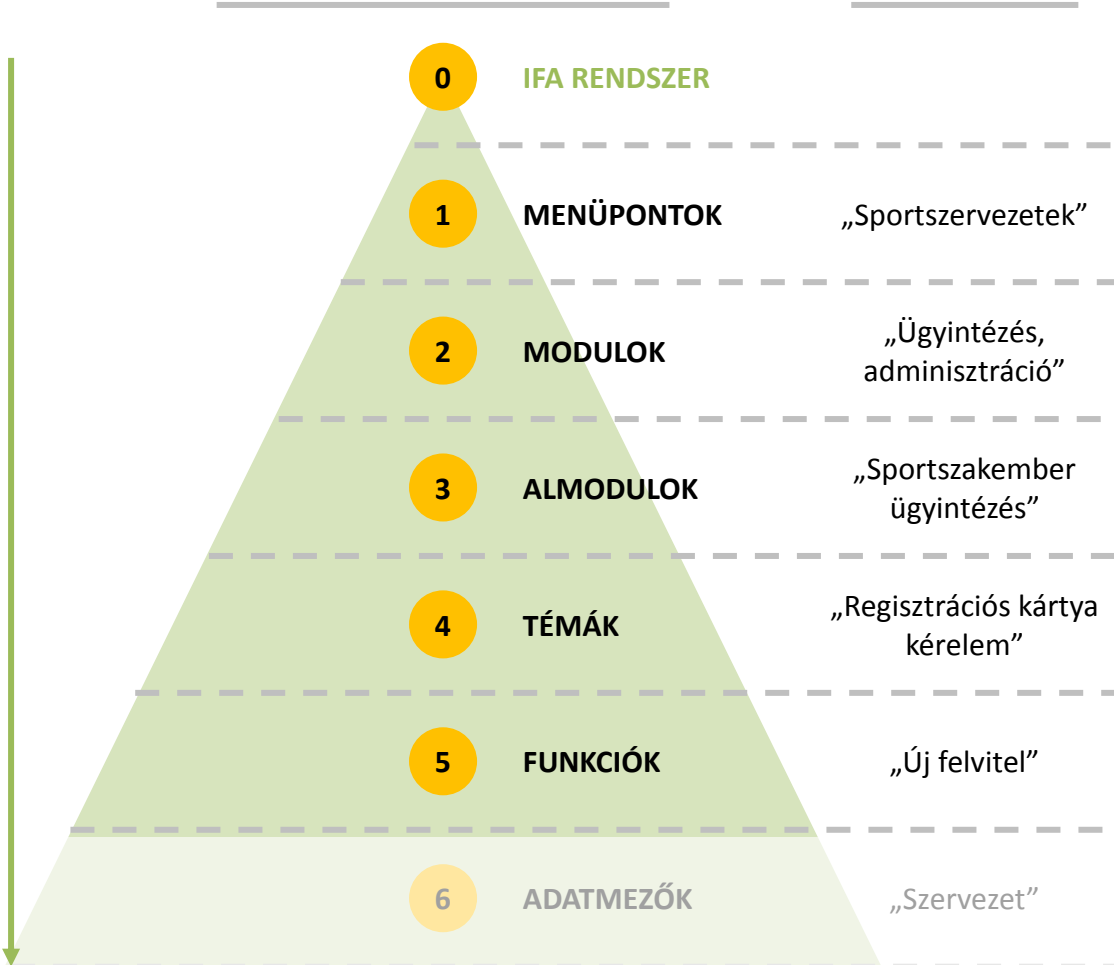 0
IFA RENDSZER
1
MENÜPONTOK
„Sportszervezetek”
2
MODULOK
„Ügyintézés,
adminisztráció”
3
ALMODULOK
„Sportszakember
ügyintézés”
4
TÉMÁK
„Regisztrációs kártya
kérelem”
5
FUNKCIÓK
„Új felvitel”
6
ADATMEZŐK
„Szervezet”